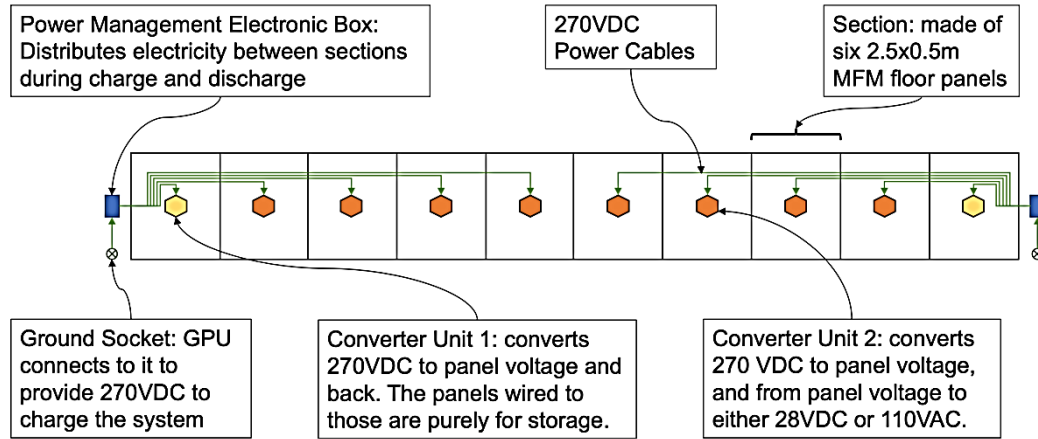 Power Management Electronic Box:
Distributes electricity between sections
during charge and discharge
270VDC
Power Cables
Section: made of
six 2.5x0.5m
MFM floor panels
Ground Socket: GPU
connects to it to
provide 270VDC to
charge the system
Converter Unit 1: converts
270VDC to panel voltage and
back. The panels wired to
those are purely for storage.
Converter Unit 2: converts
270 VDC to panel voltage,
and from panel voltage to
either 28VDC or 110VAC.